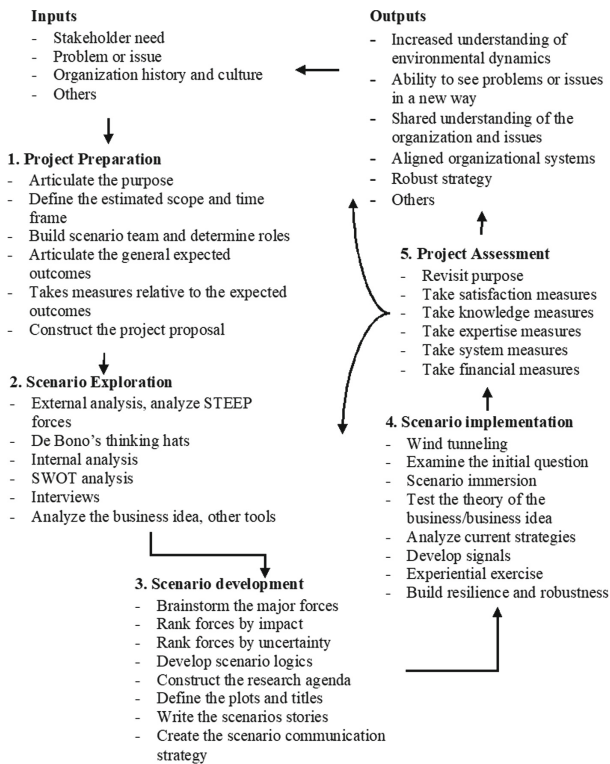 Inputs
- Stakeholder need
- Problem or issue
- Organization history and culture
- Others
1. Project Preparation
- Articulate the purpose
- Define the estimated scope and time
frame
- Build scenario team and determine roles
- Articulate the general expected
outcomes
- Takes measures relative to the expected
outcomes
- Construct the project proposal
2. Scenario Exploration
- External analysis, analyze STEEP
forces
- De Bono's thinking hats
- Internal analysis
- SWOT analysis
- Interviews
- Analyze the business idea, other tools
3. Scenario development
- Brainstorm the major forces
- Rank forces by impact
- Rank forces by uncertainty
- Develop scenario logics
- Construct the research agenda
- Define the plots and titles
- Write the scenarios stories
- Create the scenario communication
strategy
4. Scenario implementation
- Wind tunneling
- Examine the initial question
- Scenario immersion
- Test the theory of the
business/business idea
- Analyze current strategies
- Develop signals
- Experiential exercise
- Build resilience and robustness
5. Project Assessment
- Revisit purpose
- Take satisfaction measures
- Take knowledge measures
- Take expertise measures
- Take system measures
- Take financial measures
Outputs
- Increased understanding of
environmental dynamics
- Ability to see problems or issues
in a new way
- Shared understanding of the
organization and issues
- Aligned organizational systems
- Robust strategy
- Others